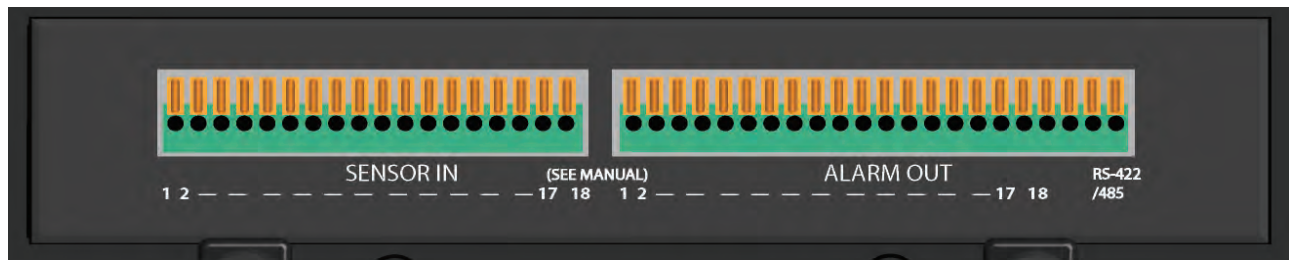 SENSOR IN (SEE MANUAL) ALARM OUT RS-422
1 2 — — — — — — — — — — — — 17 18 1 2 — — — — — — — — — — — — 17 18 /485